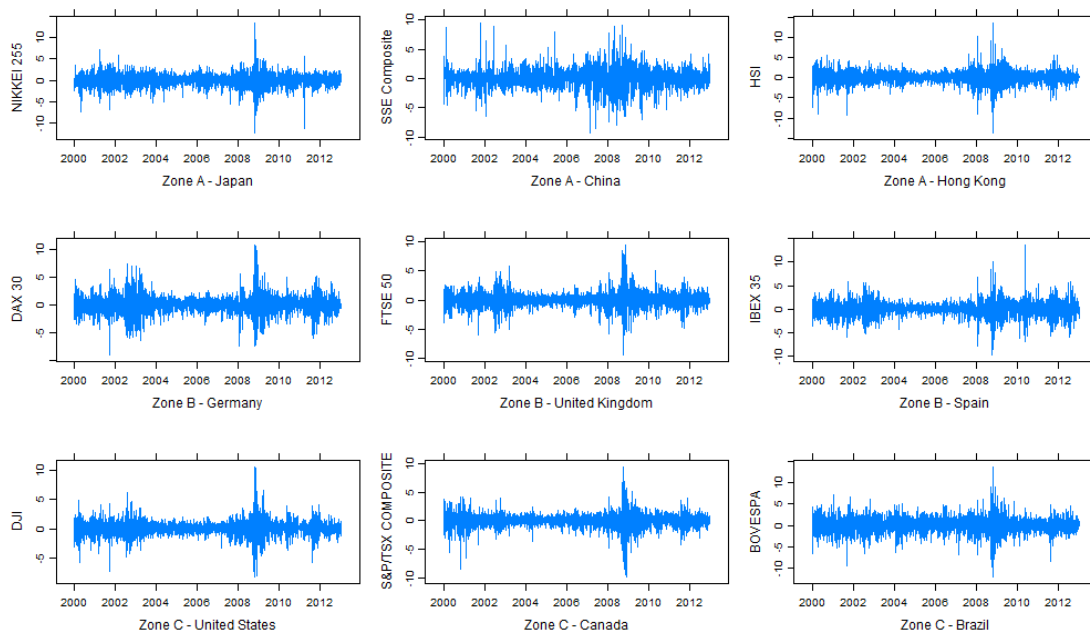 NIKKEI 255
-10 -5 0 5 10
2000 2002 2004 2006 2008 2010 2012
Zone A - Japan
SSE Composite
-10 -5 0 5 10
2000 2002 2004 2006 2008 2010 2012
Zone A - China
HSI
-10 -5 0 5 10
2000 2002 2004 2006 2008 2010 2012
Zone A - Hong Kong
DAX 30
-5 0 5 10
2000 2002 2004 2006 2008 2010 2012
Zone B - Germany
FTSE 50
-10 -5 0 5 10
2000 2002 2004 2006 2008 2010 2012
Zone B - United Kingdom
IBEX 35
-10 -5 0 5 10
2000 2002 2004 2006 2008 2010 2012
Zone B - Spain
DJI
-5 0 5 10
2000 2002 2004 2006 2008 2010 2012
Zone C - United States
S&P/TSX COMPOSITE
-10 -5 0 5 10
2000 2002 2004 2006 2008 2010 2012
Zone C - Canada
BOVESPA
-10 -5 0 5 10
2000 2002 2004 2006 2008 2010 2012
Zone C - Brazil